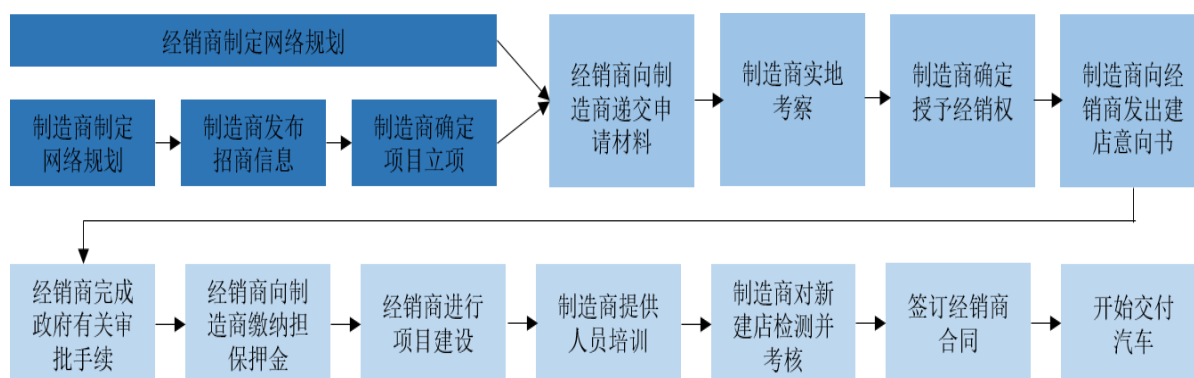 经销商制定网络规划
制造商制定
网络规划
制造商发布
招商信息
制造商确定
项目立项
经销商向制
造商递交申
请材料
制造商实地
考察
制造商确定
授予经销权
制造商向经
销商发出建
店意向书
经销商完成
政府有关审
批手续
经销商向制
造商缴纳担
保押金
经销商进行
项目建设
制造商提供
人员培训
制造商对新
建店检测并
考核
签订经销商
合同
开始交付
汽车